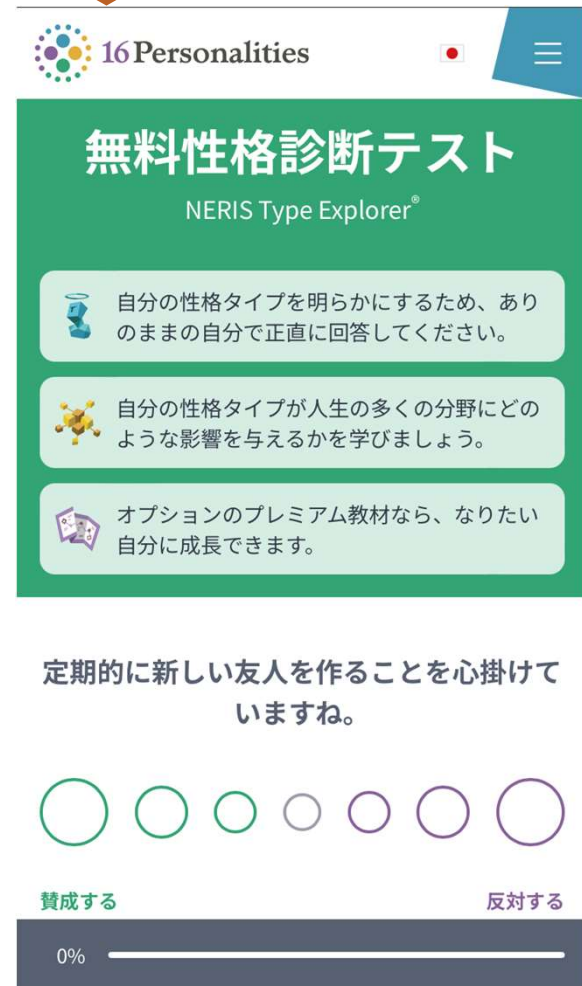 16Personalities
無料性格診断テスト
NERIS Type Explorer®
自分の性格タイプを明らかにするため、あり
のままの自分で正直に回答してください。
自分の性格タイプが人生の多くの分野にどの
ような影響を与えるかを学びましょう。
オプションのプレミアム教材なら、なりたい
自分に成長できます。
定期的に新しい友人を作ることを心掛けて
いますね。
賛成する
反対する
0%